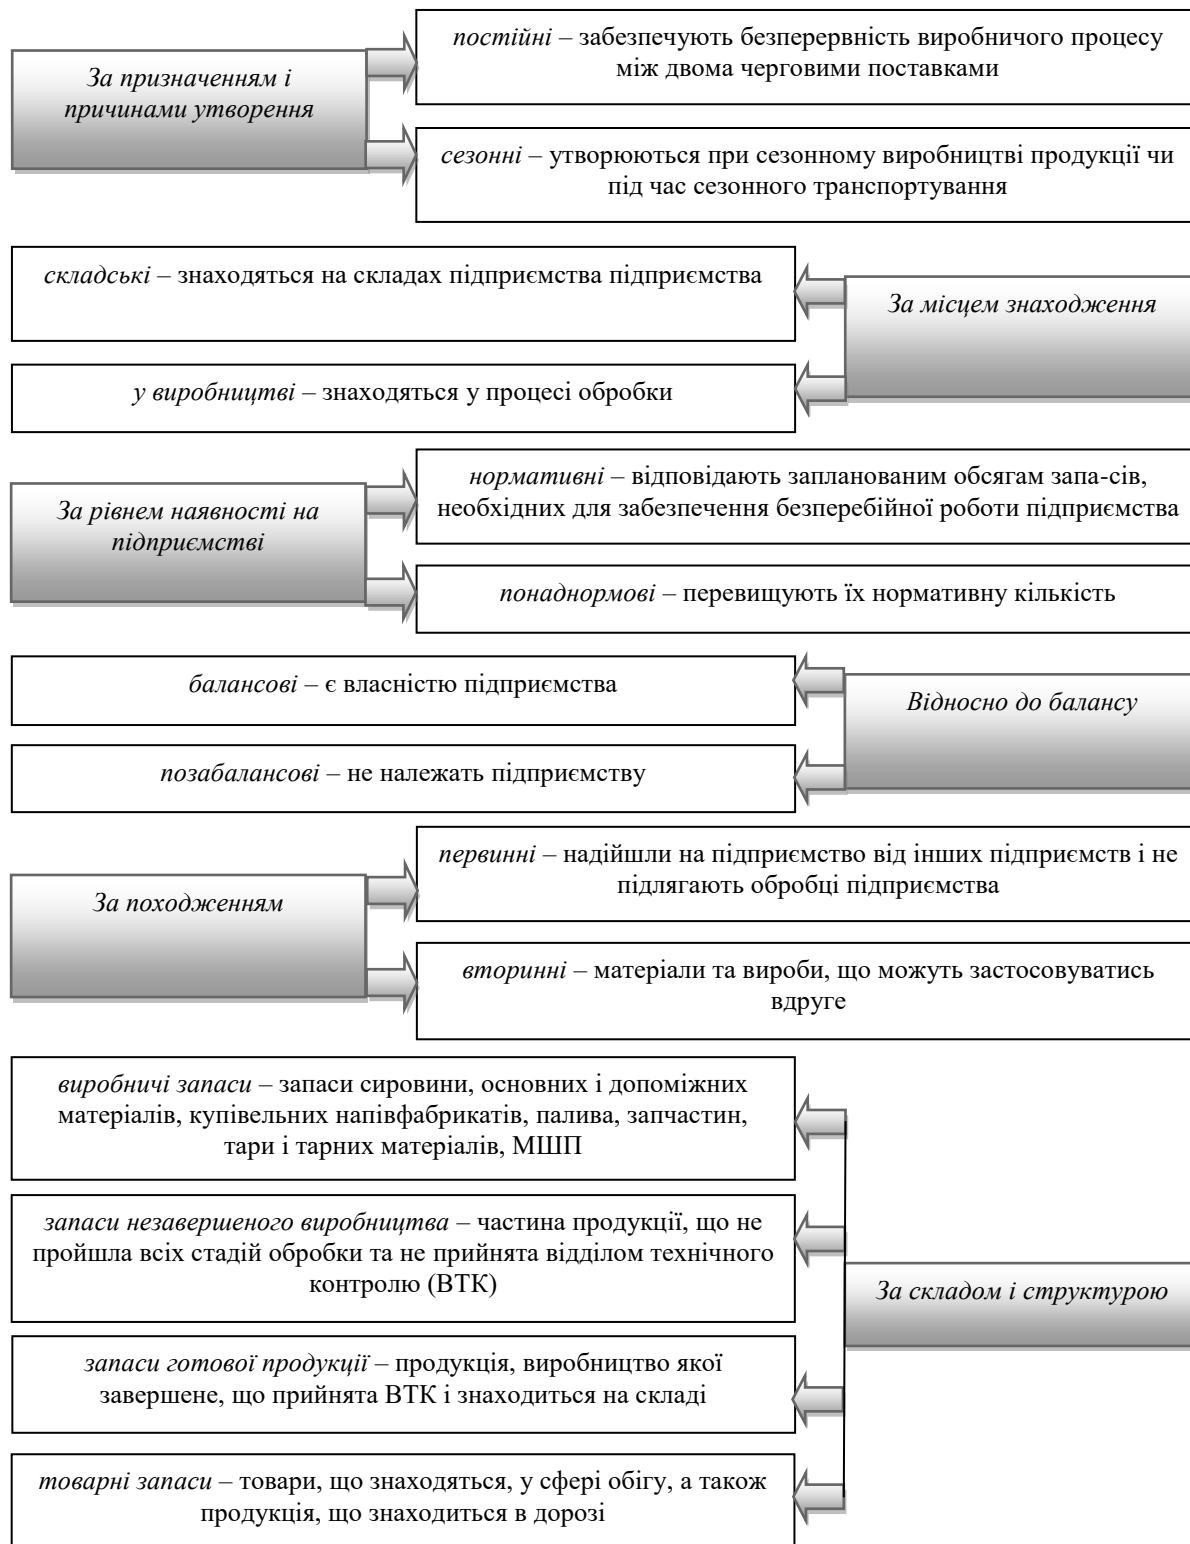 За призначенням і
причинами утворення
постійні – забезпечують безперервність виробничого процесу
між двома черговими поставками
сезонні – утворюються при сезонному виробництві продукції чи
під час сезонного транспортування
складські – знаходяться на складах підприємства підприємства
у виробництві – знаходяться у процесі обробки
За місцем знаходження
За рівнем наявності на
підприємстві
нормативні – відповідають запланованим обсягам запа-сів,
необхідних для забезпечення безперебійної роботи підприємства
понаднормові – перевищують їх нормативну кількість
балансові – є власністю підприємства
позабалансові – не належать підприємству
Відносно до балансу
За походженням
первинні – надійшли на підприємство від інших підприємств і не
підлягають обробці підприємства
вторинні – матеріали та вироби, що можуть застосовуватись
вдруге
виробничі запаси – запаси сировини, основних і допоміжних
матеріалів, купівельних напівфабрикатів, палива, запчастин,
тари і тарних матеріалів, МШП
запаси незавершеного виробництва – частина продукції, що не
пройшла всіх стадій обробки та не прийнята відділом технічного
контролю (ВТК)
запаси готової продукції – продукція, виробництво якої
завершене, що прийнята ВТК і знаходиться на складі
товарні запаси – товари, що знаходяться, у сфері обігу, а також
продукція, що знаходиться в дорозі
За складом і структурою